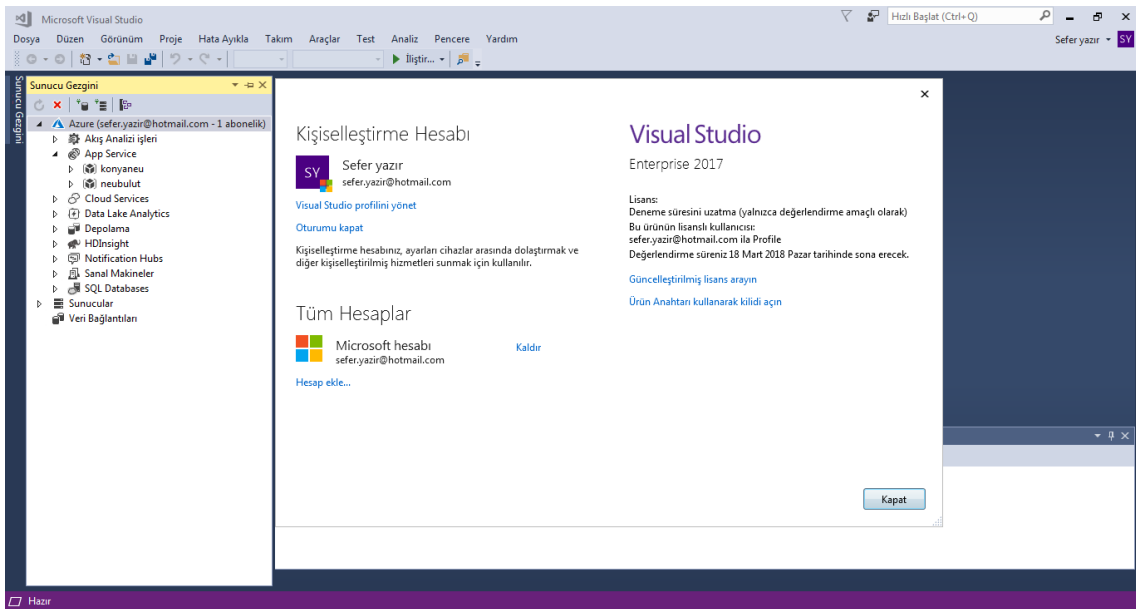 Microsoft Visual Studio
Hızlı Başlat (Ctrl+Q)
Dosya Düzen Görünüm Proje Hata Ayıkla Takım Araçlar Test Analiz Pencere Yardım
Sefer yazır SY
İliştir...
Sunucu Gezgini
Sunucu Gezgini
Azure (sefer.yazir@hotmail.com - 1 abonelik)
Akış Analizi işleri
App Service
konyaneu
neubulut
Cloud Services
Data Lake Analytics
Depolama
HDInsight
Notification Hubs
Sanal Makineler
SQL Databases
Sunucular
Veri Bağlantıları
Kişiselleştirme Hesabı
SY
Sefer yazır
sefer.yazir@hotmail.com
Visual Studio profilini yönet
Oturumu kapat
Kişiselleştirme hesabınız, ayarları cihazlar arasında dolaştırmak ve
diğer kişiselleştirilmiş hizmetleri sunmak için kullanılır.
Tüm Hesaplar
Microsoft hesabı
sefer.yazir@hotmail.com
Kaldır
Hesap ekle...
Visual Studio
Enterprise 2017
Lisans:
Deneme süresini uzatma (yalnızca değerlendirme amaçlı olarak)
Bu ürünün lisanslı kullanıcısı:
sefer.yazir@hotmail.com ila Profile
Değerlendirme süreniz 18 Mart 2018 Pazar tarihinde sona erecek.
Güncelleştirilmiş lisans arayın
Ürün Anahtarı kullanarak kilidi açın
Kapat
Hazır